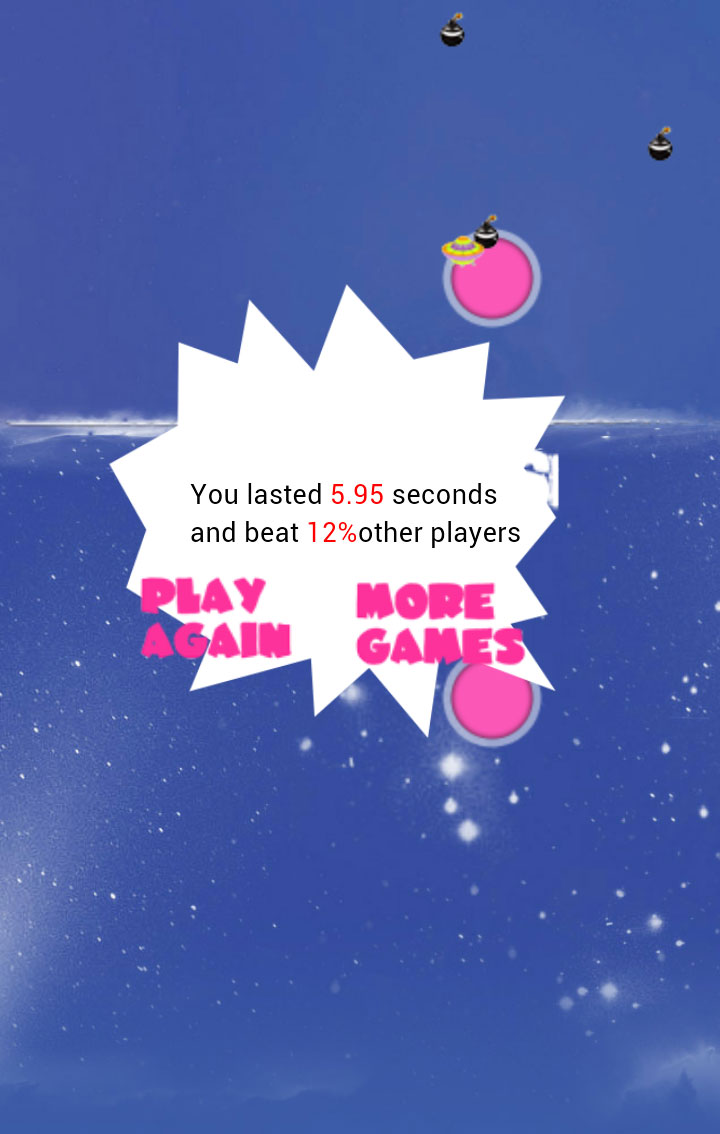 You lasted 5.95 seconds
and beat 12%other players
PLAY
AGAIN
MORE
GAMES